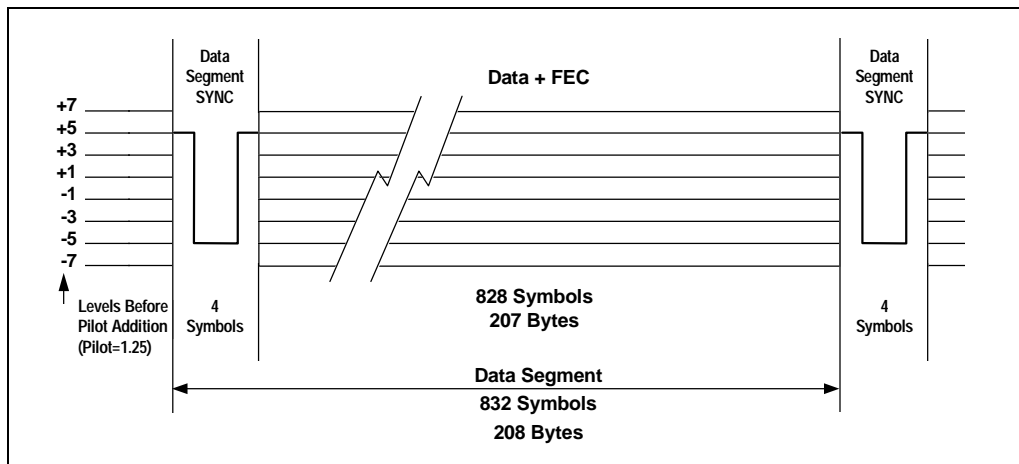 Data
Segment
SYNC
Data + FEC
Data
Segment
SYNC
+7
+5
+3
+1
-1
-3
-5
-7
Levels Before
Pilot Addition
(Pilot=1.25)
4
Symbols
828 Symbols
207 Bytes
4
Symbols
Data Segment
832 Symbols
208 Bytes